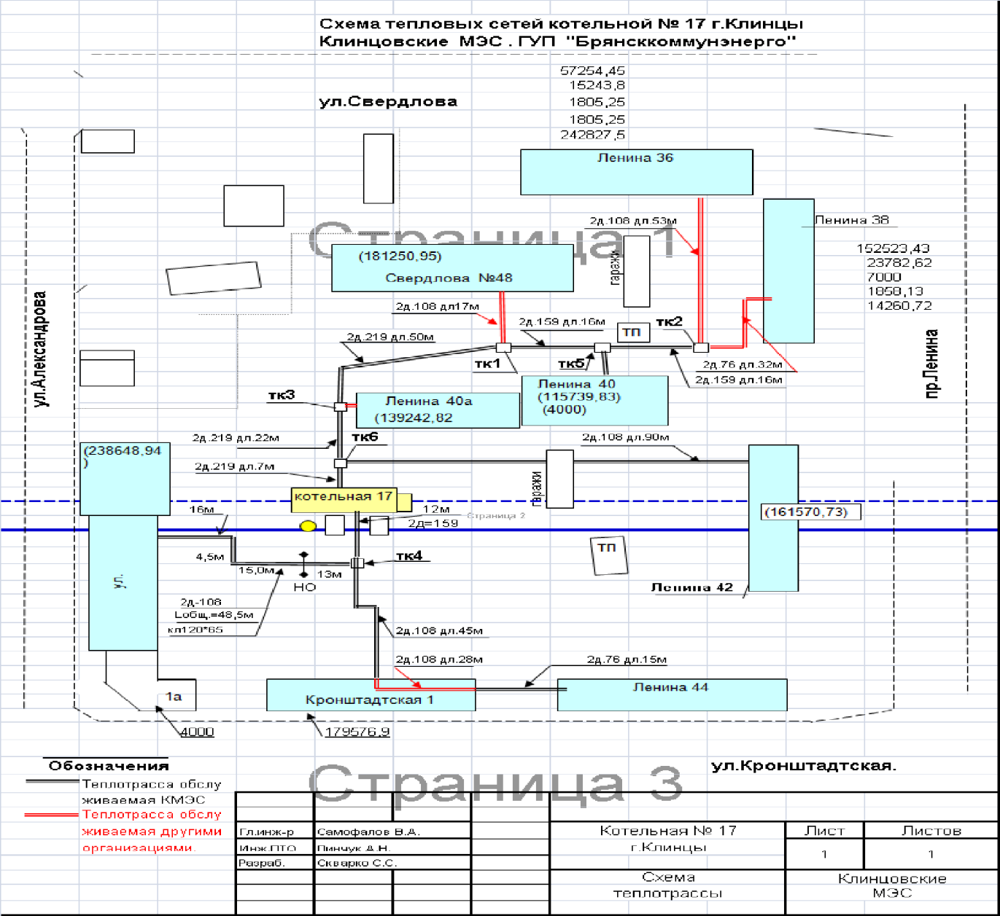 Схема тепловых сетей котельной № 17 г.Клинцы
Клинцовские МЭС . ГУП "Брянсккоммунэнерго"
57254,45
15243,8
1805,25
1805,25
242827,5
ул.Свердлова
Ленина 36
Страница 1
2д.108 дл.53м
Ленина 38
гаражи
152523,43
23782,62
7000
1858,13
14260,72
(181250,95)
Свердлова №48
ул.Александрова
2д.108 дл17м
2д.159 дл.16м
ТП
тк2
2д.219 дл.50м
пр.Ленина
тк1
тк5
2д.76 дл.32м
2д.159 дл.16м
Ленина 40
(115739,83)
(4000)
тк3
Ленина 40а
(139242,82
2д.219 дл.22м
тк6
2д.108 дл.90м
(238648,94
)
2д.219 дл.7м
гаражи
котельная 17
16м
12м
Страница 2
2д=159
(161570,73)
4,5м
15,0м
13м
НО
тк4
ТП
ул.
Ленина 42
2д-108
Lобщ.=48,5м
кл120*65
2д.108 дл.45м
2д.108 дл.28м
2д.76 дл.15м
1а
Кронштадтская 1
Ленина 44
4000
179576,9
Обозначения
ул.Кронштадтская.
Страница 3
Теплотрасса обслу
живаемая КМЭС
Теплотрасса обслу
живаемая другими
организациями.
Гл.инж-р Самофалов В.А.
Инж.ПТО Пинчук А.Н.
Разраб. Скварко С.С.
Котельная № 17
г.Клинцы
Лист Листов
1 1
Схема
теплотрассы
Клинцовские
МЭС